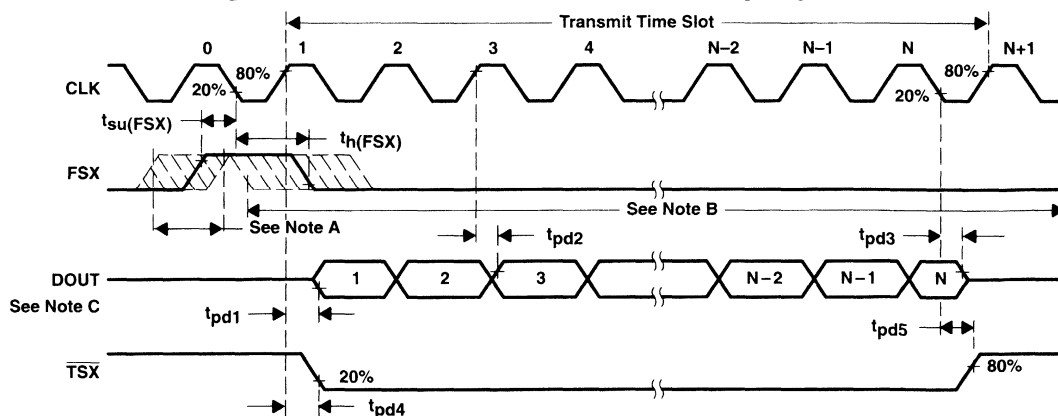 Transmit Time Slot
0 1 2 3 4 N−2 N−1 N N+1
80% 80%
CLK 20% 20%
tsu(FSX)
th(FSX)
FSX
See Note A See Note B
tpd2 tpd3
DOUT 1 2 3 N−2 N−1 N
See Note C
tpd1 tpd5
TSX 20% 80%
tpd4